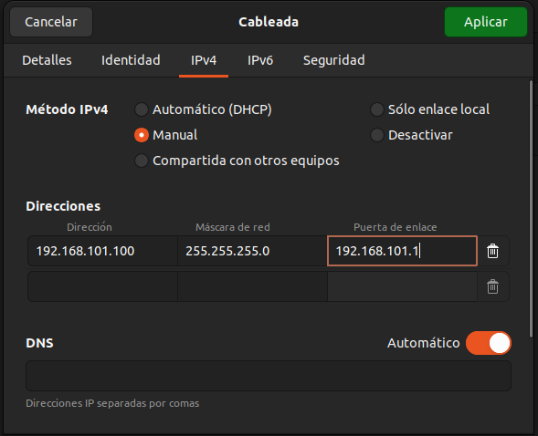 Cancelar Cableada Aplicar
Detalles Identidad IPv4 IPv6 Seguridad
Método IPv4 Automático (DHCP) Sólo enlace local
Manual Desactivar
Compartida con otros equipos
Direcciones
Dirección Máscara de red Puerta de enlace
192.168.101.100 255.255.255.0 192.168.101.1
DNS Automático
Direcciones IP separadas por comas